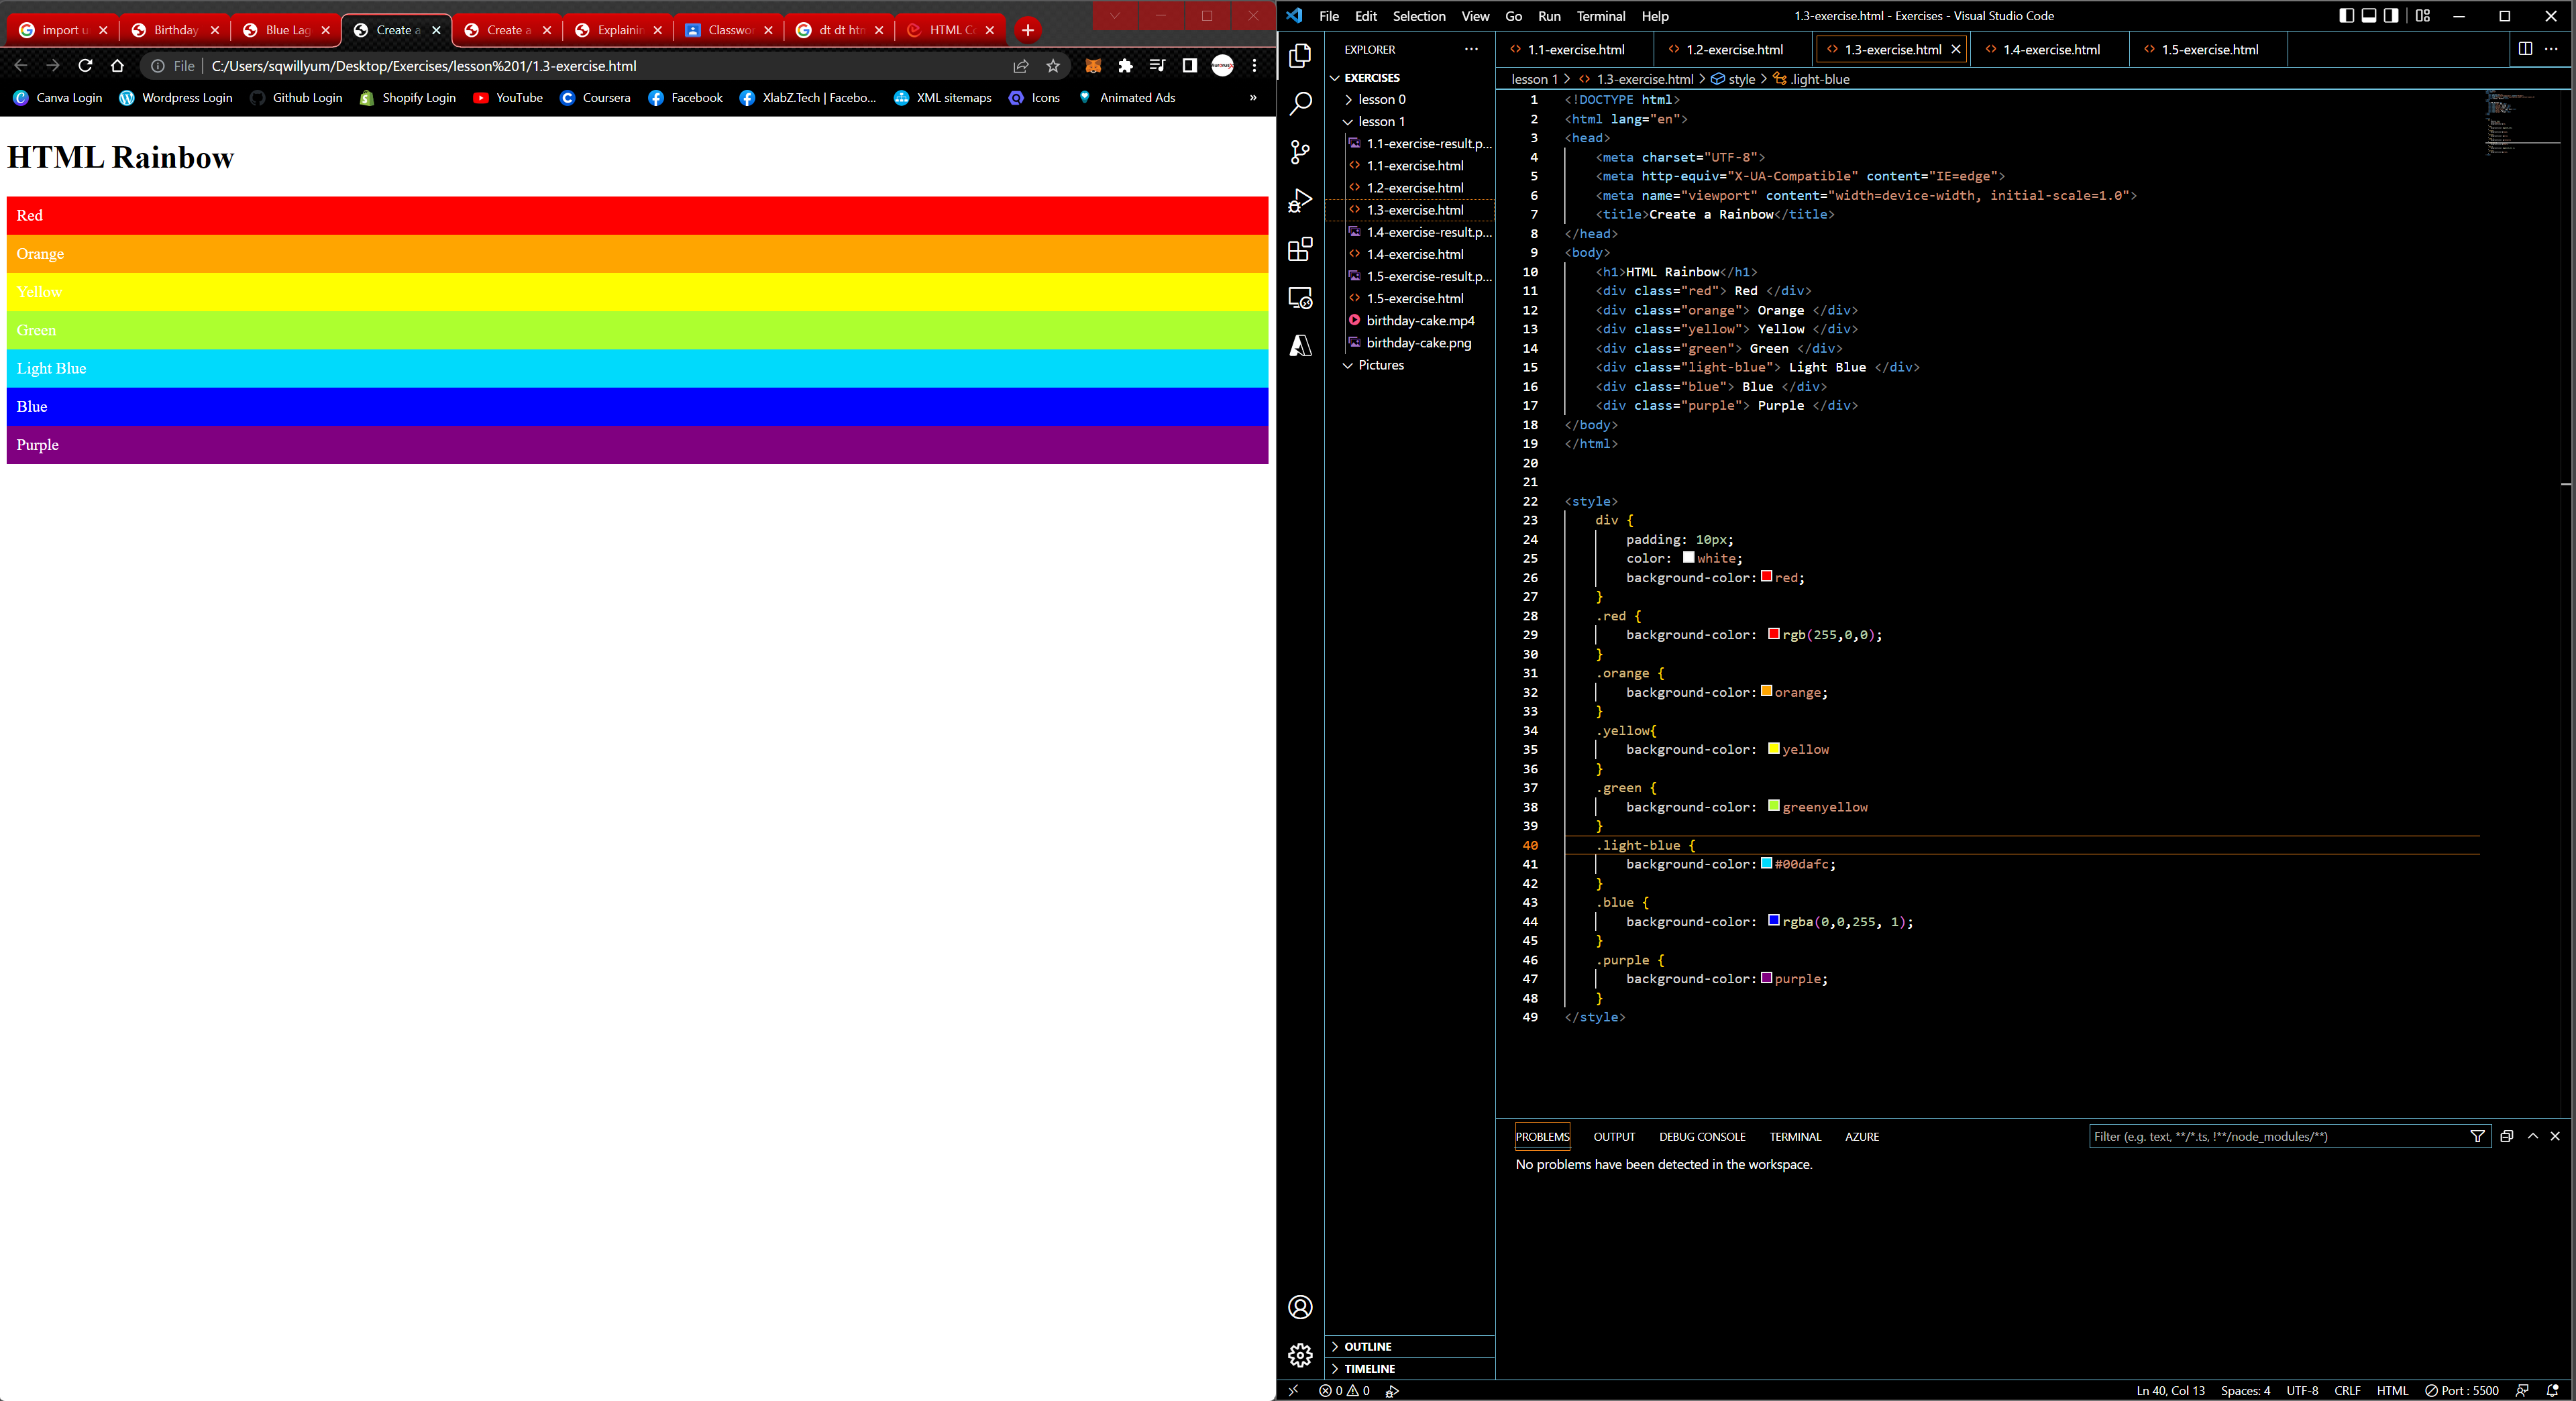 import u
Birthday
Blue Lag
Create a
Create a
Explainin
Classwo
dt dt htm
HTML Co
File
C:/Users/sqwillyum/Desktop/Exercises/lesson%201/1.3-exercise.html
Canva Login
Wordpress Login
Github Login
Shopify Login
YouTube
Coursera
Facebook
XlabZ.Tech | Facebo...
XML sitemaps
Icons
Animated Ads
»
HTML Rainbow
Red
Orange
Yellow
Green
Light Blue
Blue
Purple
File Edit Selection View Go Run Terminal Help
1.3-exercise.html - Exercises - Visual Studio Code
EXPLORER
EXERCISES
lesson 0
lesson 1
1.1-exercise-result.p...
1.1-exercise.html
1.2-exercise.html
1.3-exercise.html
1.4-exercise-result.p...
1.4-exercise.html
1.5-exercise-result.p...
1.5-exercise.html
birthday-cake.mp4
birthday-cake.png
Pictures
OUTLINE
TIMELINE
1.1-exercise.html 1.2-exercise.html 1.3-exercise.html 1.4-exercise.html 1.5-exercise.html
lesson 1 > 1.3-exercise.html > style > .light-blue
1 <!DOCTYPE html>
2 <html lang="en">
3 <head>
4     <meta charset="UTF-8">
5     <meta http-equiv="X-UA-Compatible" content="IE=edge">
6     <meta name="viewport" content="width=device-width, initial-scale=1.0">
7     <title>Create a Rainbow</title>
8 </head>
9 <body>
10     <h1>HTML Rainbow</h1>
11     <div class="red"> Red </div>
12     <div class="orange"> Orange </div>
13     <div class="yellow"> Yellow </div>
14     <div class="green"> Green </div>
15     <div class="light-blue"> Light Blue </div>
16     <div class="blue"> Blue </div>
17     <div class="purple"> Purple </div>
18 </body>
19 </html>
20
21
22 <style>
23     div {
24         padding: 10px;
25         color: white;
26         background-color:red;
27     }
28     .red {
29         background-color: rgb(255,0,0);
30     }
31     .orange {
32         background-color:orange;
33     }
34     .yellow{
35         background-color: yellow
36     }
37     .green {
38         background-color: greenyellow
39     }
40     .light-blue {
41         background-color:#00dafc;
42     }
43     .blue {
44         background-color: rgba(0,0,255, 1);
45     }
46     .purple {
47         background-color:purple;
48     }
49 </style>
PROBLEMS OUTPUT DEBUG CONSOLE TERMINAL AZURE
Filter (e.g. text, **/*.ts, !**/node_modules/**)
No problems have been detected in the workspace.
0 0
Ln 40, Col 13 Spaces: 4 UTF-8 CRLF HTML Port : 5500